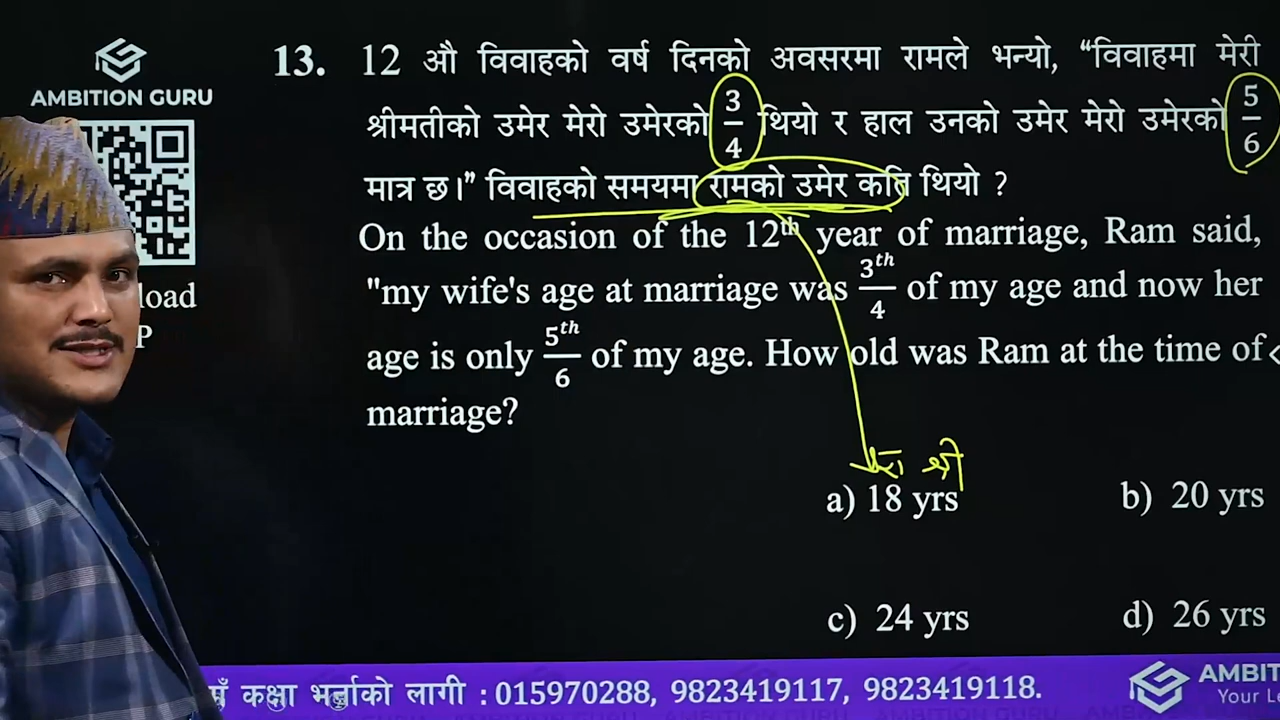 AMBITION GURU
load
P
13. 12 औ विवाहको वर्ष दिनको अवसरमा रामले भन्यो, “विवाहमा मेरी
श्रीमतीको उमेर मेरो उमेरको 3/4 थियो र हाल उनको उमेर मेरो उमेरको 5/6
मात्र छ।” विवाहको समयमा रामको उमेर कति थियो ?
On the occasion of the 12th year of marriage, Ram said,
"my wife's age at marriage was 3th/4 of my age and now her
age is only 5th/6 of my age. How old was Ram at the time of
marriage?
रा श्री
a) 18 yrs
b) 20 yrs
c) 24 yrs
d) 26 yrs
कक्षा भर्नाको लागी : 015970288, 9823419117, 9823419118.
AMBIT
Your L